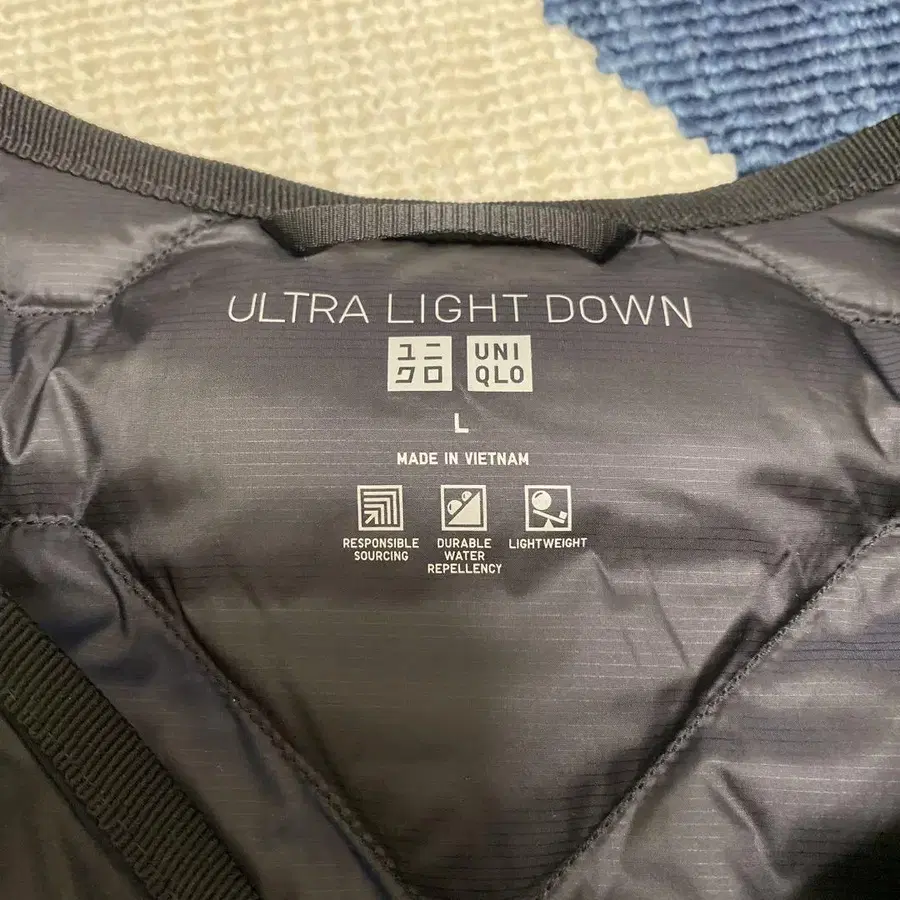 ULTRA LIGHT DOWN
ユニ UNI
クロ QLO
L
MADE IN VIETNAM
RESPONSIBLE DURABLE LIGHTWEIGHT
SOURCING WATER
REPELLENCY